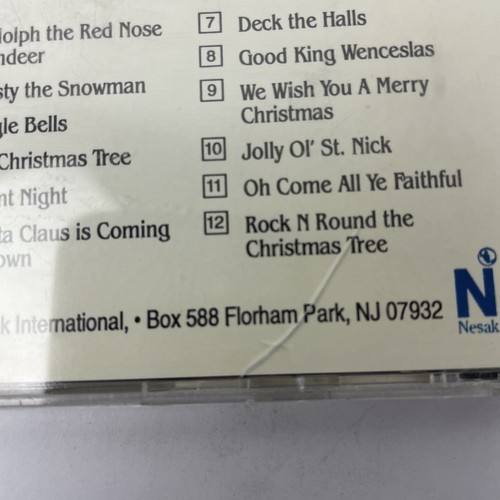 olph the Red Nose
ndeer
sty the Snowman
gle Bells
Christmas Tree
nt Night
ta Claus is Coming
own
7 Deck the Halls
8 Good King Wenceslas
9 We Wish You A Merry
Christmas
10 Jolly Ol' St. Nick
11 Oh Come All Ye Faithful
12 Rock N Round the
Christmas Tree
k International, • Box 588 Florham Park, NJ 07932
N
Nesak